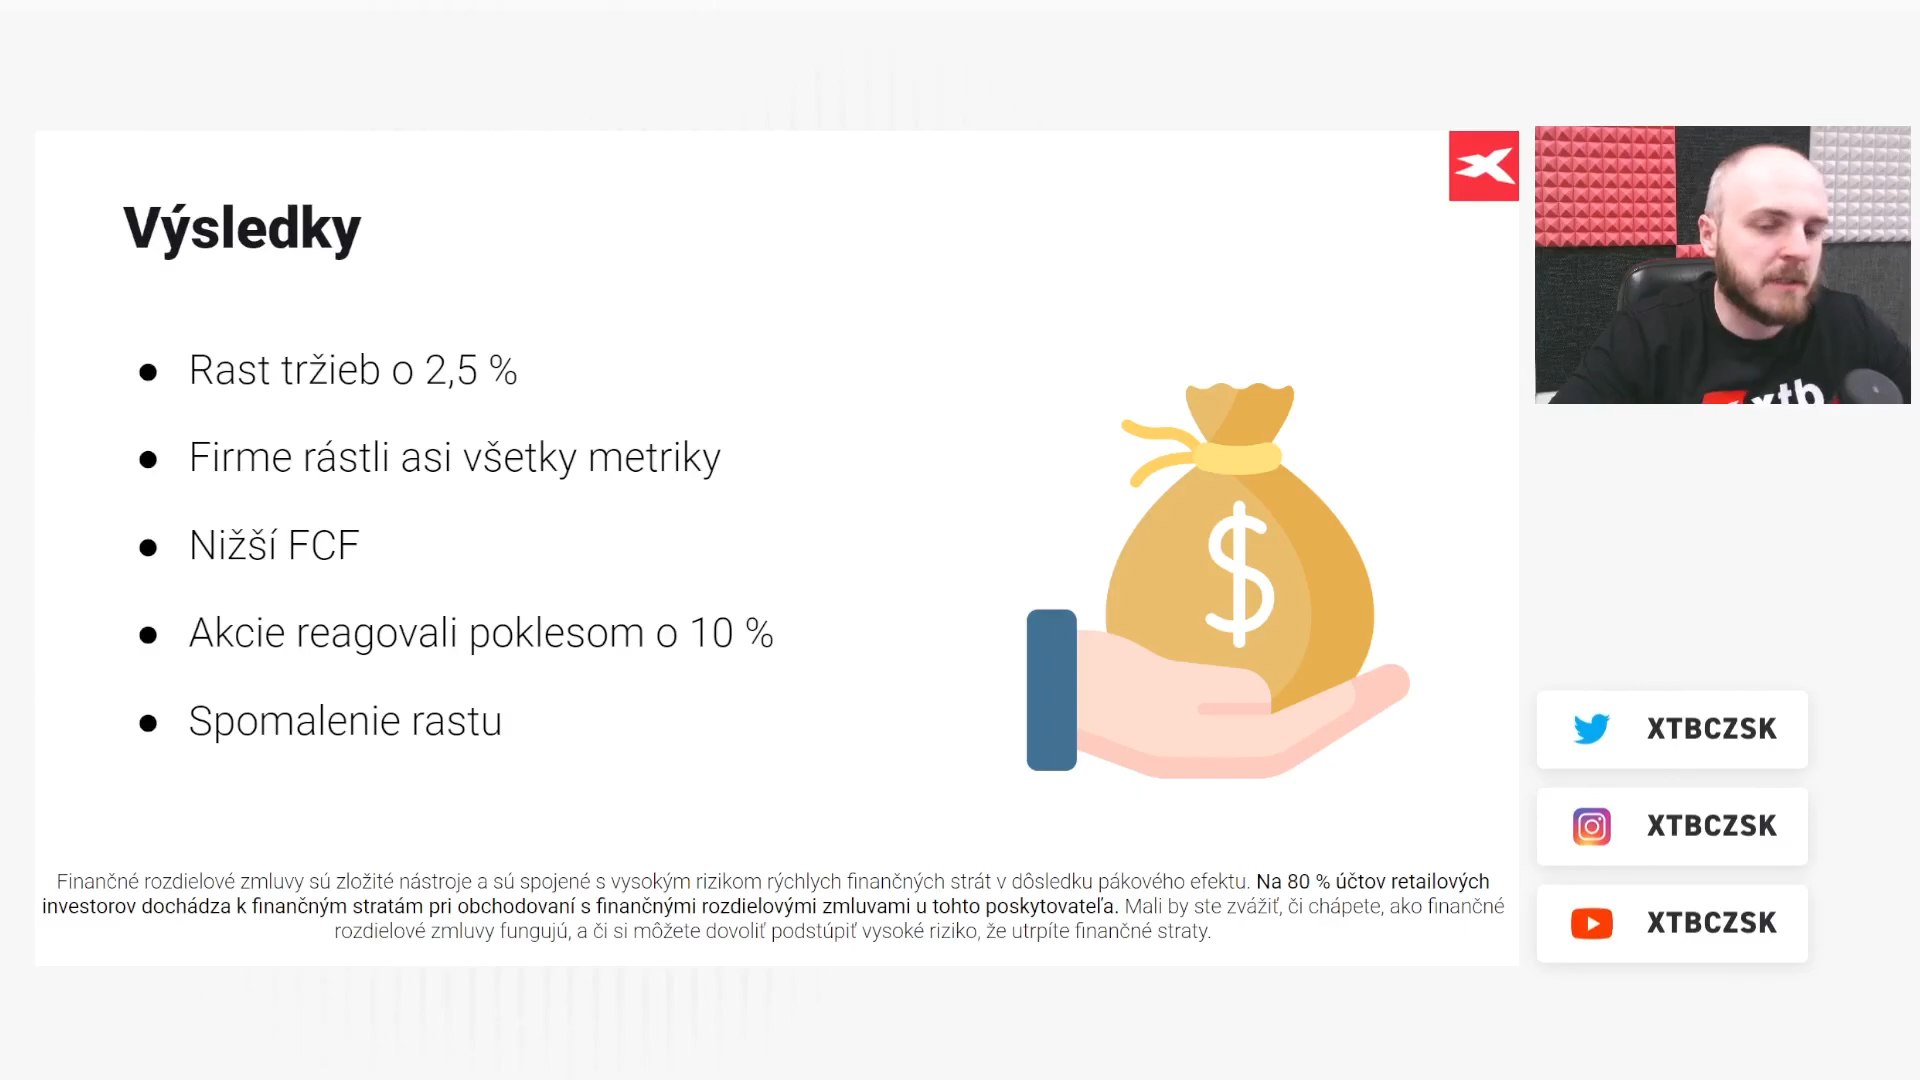 Výsledky
● Rast tržieb o 2,5 %
● Firme rástli asi všetky metriky
● Nižší FCF
● Akcie reagovali poklesom o 10 %
● Spomalenie rastu
$
Finančné rozdielové zmluvy sú zložité nástroje a sú spojené s vysokým rizikom rýchlych finančných strát v dôsledku pákového efektu. Na 80 % účtov retailových
investorov dochádza k finančným stratám pri obchodovaní s finančnými rozdielovými zmluvami u tohto poskytovateľa. Mali by ste zvážiť, či chápete, ako finančné
rozdielové zmluvy fungujú, a či si môžete dovoliť podstúpiť vysoké riziko, že utrpíte finančné straty.
xtb
XTBCZSK
XTBCZSK
XTBCZSK